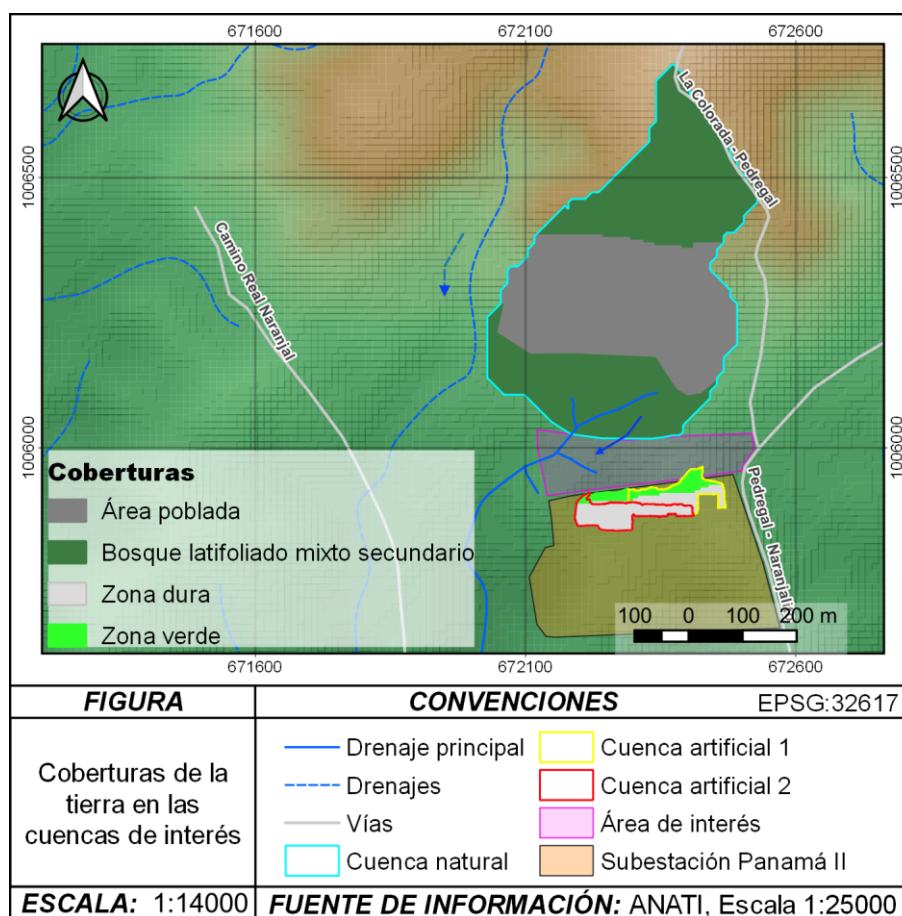 671600 672100 672600
La Colorada - Pedregal
1006500 1006500
Camino Real Naranjal
1006000 1006000
Coberturas
Área poblada
Bosque latifoliado mixto secundario
Zona dura
Zona verde
Pedregal - Naranjali
100 0 100 200 m
671600 672100 672600
FIGURA
CONVENCIONES EPSG:32617
Coberturas de la
tierra en las
cuencas de interés
Drenaje principal Cuenca artificial 1
Drenajes Cuenca artificial 2
Vías Área de interés
Cuenca natural Subestación Panamá II
ESCALA: 1:14000 FUENTE DE INFORMACIÓN: ANATI, Escala 1:25000